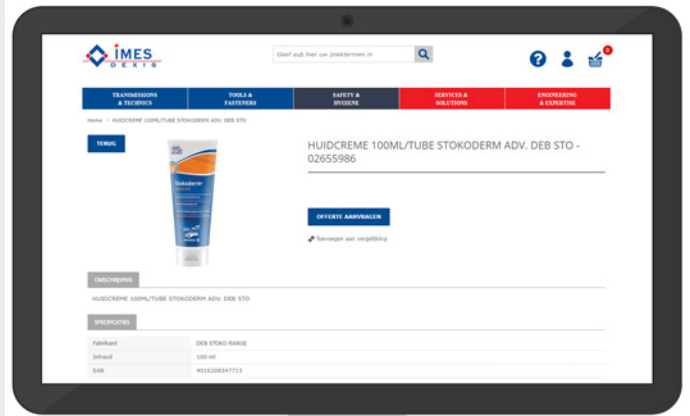 IMES
DEXIS
Geef aub hier uw zoektermen in
?
0
TRANSMISSIONS
& TECHNICS
TOOLS &
FASTENERS
SAFETY &
HYGIENE
SERVICES &
SOLUTIONS
ENGINEERING
& EXPERTISE
Home > HUIDCREME 100ML/TUBE STOKODERM ADV. DEB STO
TERUG
Stokoderm
HUIDCREME 100ML/TUBE STOKODERM ADV. DEB STO -
02655986
OFFERTE AANVRAGEN
Toevoegen aan vergelijking
OMSCHRIJVING
HUIDCREME 100ML/TUBE STOKODERM ADV. DEB STO
SPECIFICATIES
Fabrikant DEB STOKO RANGE
Inhoud 100 ml
EAN 4016208347713